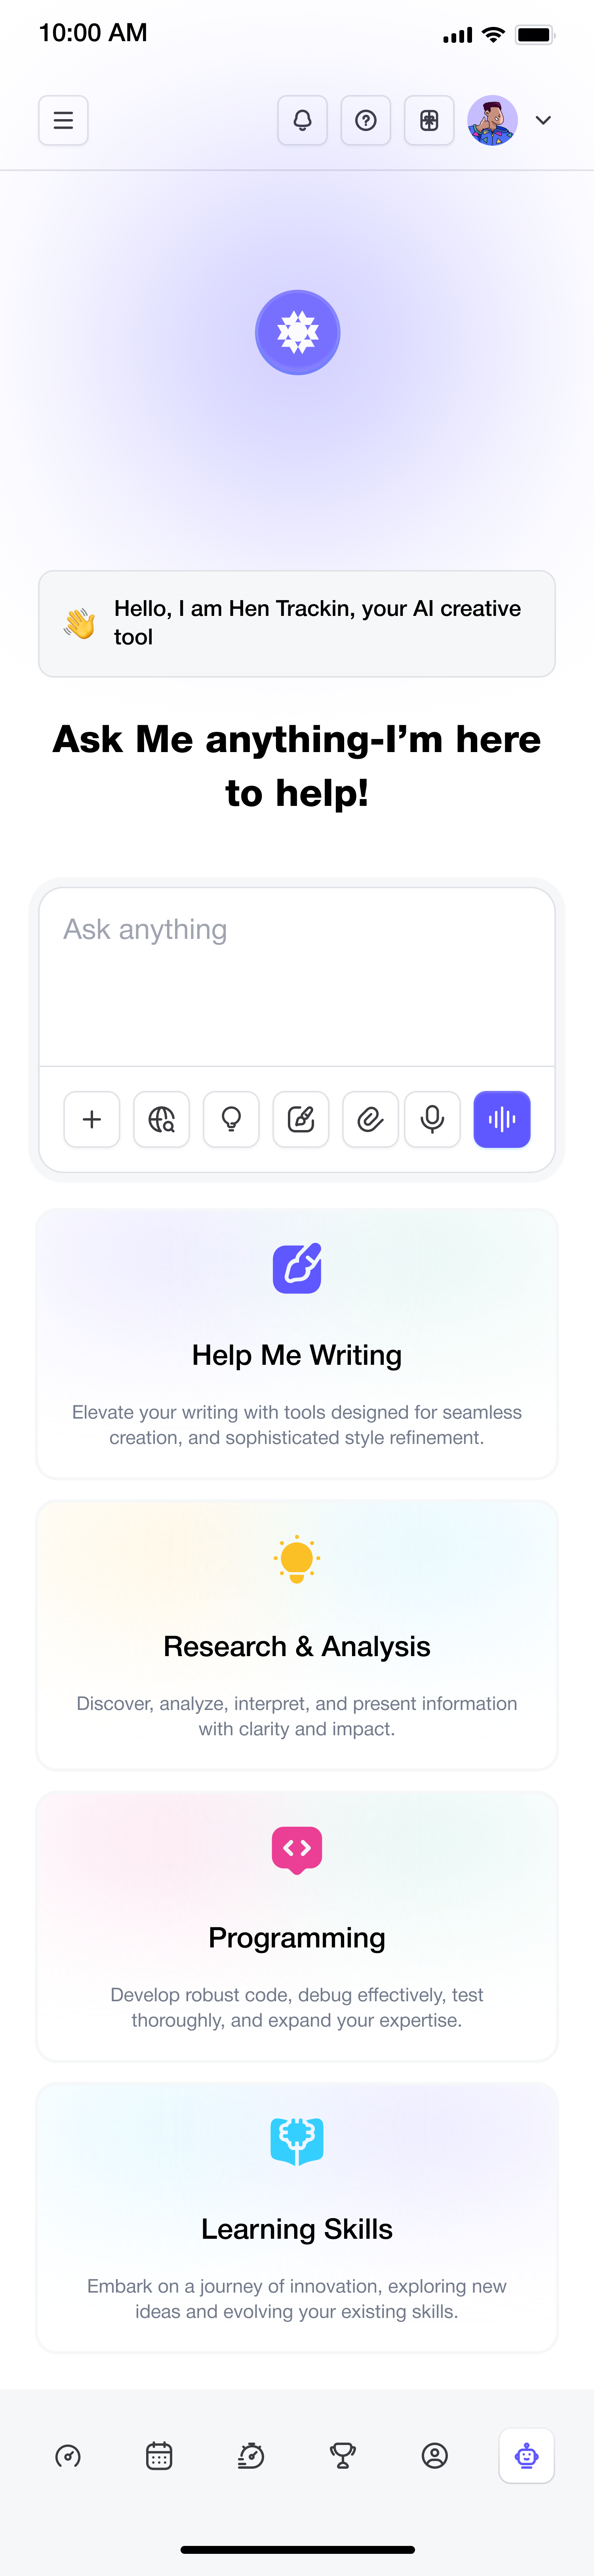 10:00 AM
Hello, I am Hen Trackin, your AI creative
tool
Ask Me anything-I’m here
to help!
Ask anything
Help Me Writing
Elevate your writing with tools designed for seamless
creation, and sophisticated style refinement.
Research & Analysis
Discover, analyze, interpret, and present information
with clarity and impact.
Programming
Develop robust code, debug effectively, test
thoroughly, and expand your expertise.
Learning Skills
Embark on a journey of innovation, exploring new
ideas and evolving your existing skills.